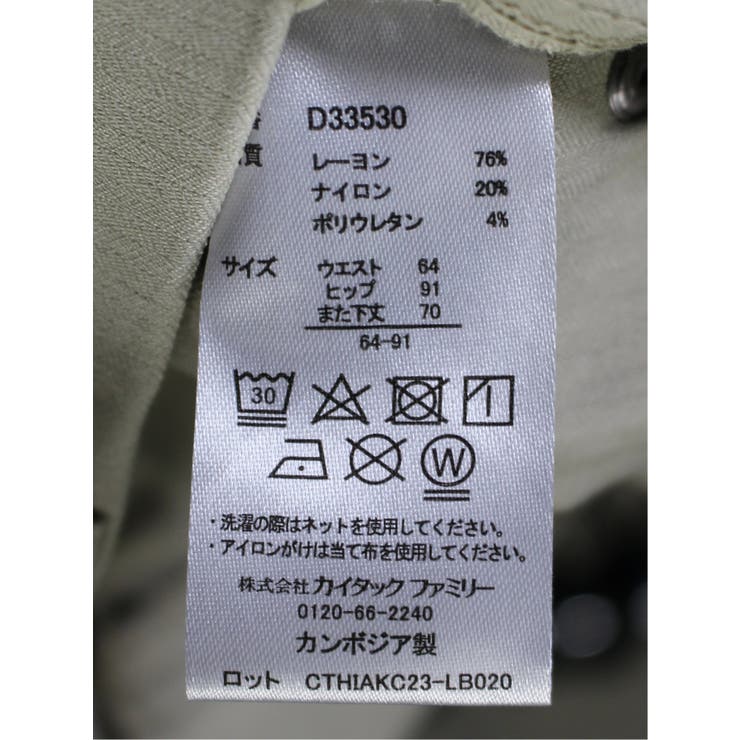 D33530
質 レーヨン 76%
ナイロン 20%
ポリウレタン 4%
サイズ ウエスト 64
ヒップ 91
また下丈 70
64-91
30
W
・洗濯の際はネットを使用してください。
・アイロンがけは当て布を使用してください。
株式会社 カイタック ファミリー
0120-66-2240
カンボジア製
ロット CTHIAKC23-LB020